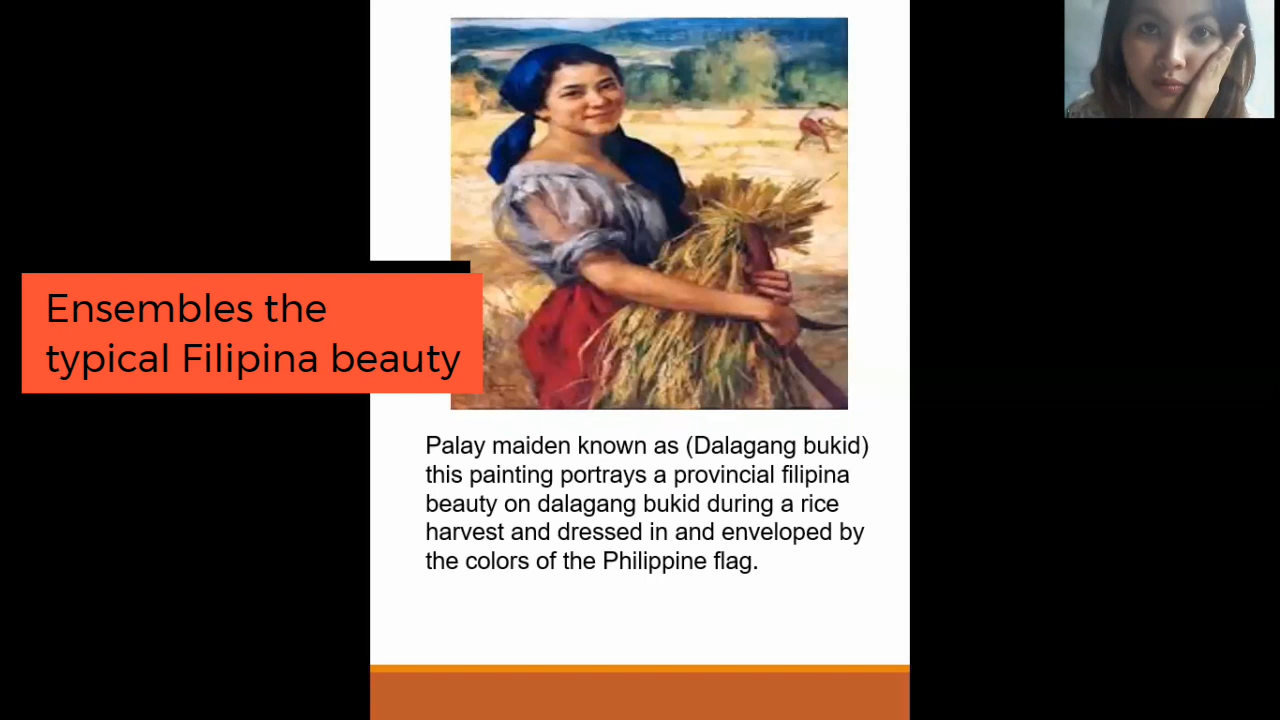 Ensembles the
typical Filipina beauty
Palay maiden known as (Dalagang bukid)
this painting portrays a provincial filipina
beauty on dalagang bukid during a rice
harvest and dressed in and enveloped by
the colors of the Philippine flag.